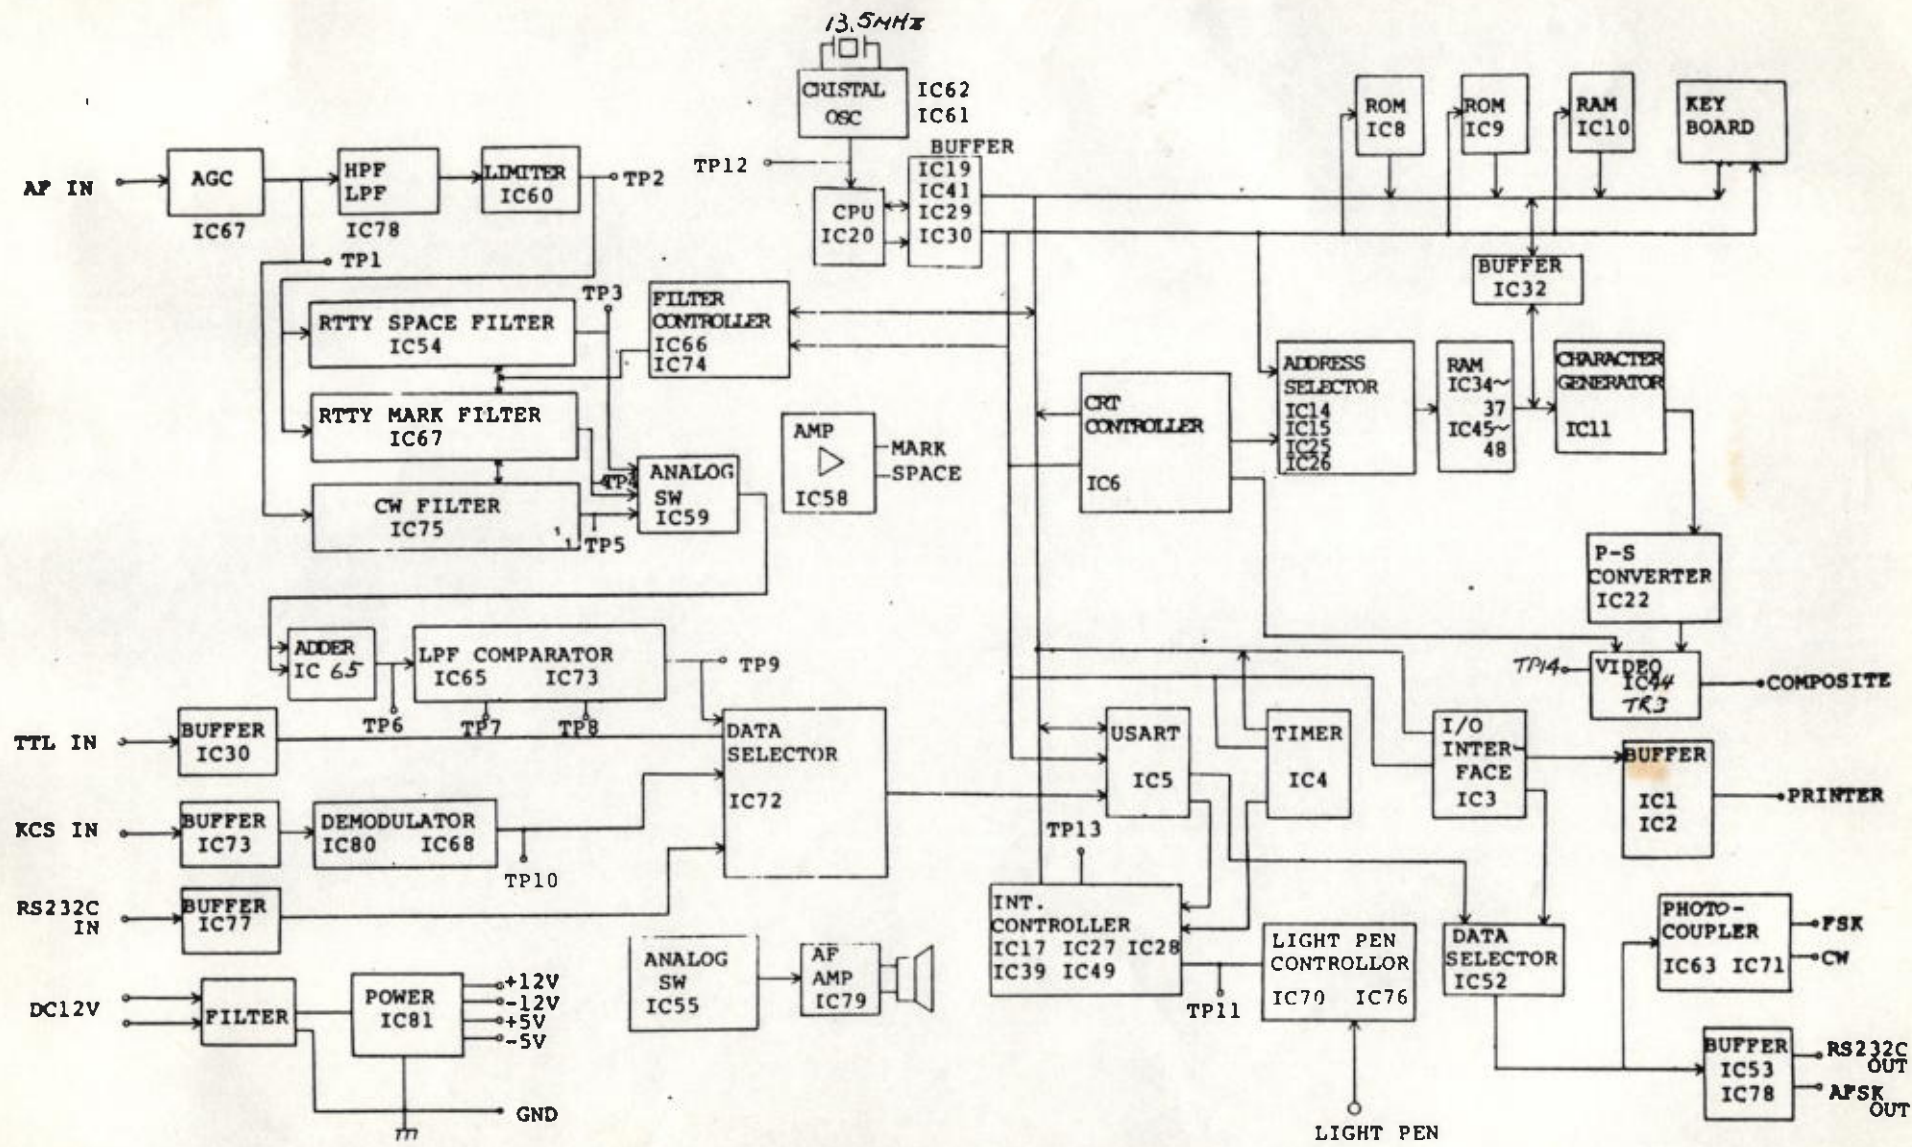 13.5MHz
CRISTAL
OSC
IC62
IC61
TP12
BUFFER
IC19
IC41
IC29
IC30
CPU
IC20
ROM
IC8
ROM
IC9
RAM
IC10
KEY
BOARD
AF IN
AGC
IC67
HPF
LPF
IC78
LIMITER
IC60
TP2
TP1
BUFFER
IC32
RTTY SPACE FILTER
IC54
TP3
FILTER
CONTROLLER
IC66
IC74
RTTY MARK FILTER
IC67
TP4
CW FILTER
IC75
TP5
ANALOG
SW
IC59
AMP
IC58
MARK
SPACE
CRT
CONTROLLER
IC6
ADDRESS
SELECTOR
IC14
IC15
IC25
IC26
RAM
IC34~
37
IC45~
48
CHARACTER
GENERATOR
IC11
P-S
CONVERTER
IC22
TP14
VIDEO
IC44
TR3
COMPOSITE
ADDER
IC 65
LPF COMPARATOR
IC65 IC73
TP9
TP6
TP7
TP8
TTL IN
BUFFER
IC30
DATA
SELECTOR
IC72
KCS IN
BUFFER
IC73
DEMODULATOR
IC80 IC68
TP10
RS232C
IN
BUFFER
IC77
USART
IC5
TIMER
IC4
I/O
INTER-
FACE
IC3
BUFFER
IC1
IC2
PRINTER
TP13
INT.
CONTROLLER
IC17 IC27 IC28
IC39 IC49
TP11
LIGHT PEN
CONTROLLOR
IC70 IC76
LIGHT PEN
DATA
SELECTOR
IC52
PHOTO-
COUPLER
IC63 IC71
FSK
CW
BUFFER
IC53
IC78
RS232C
OUT
AFSK
OUT
DC12V
FILTER
POWER
IC81
+12V
-12V
+5V
-5V
GND
ANALOG
SW
IC55
AF
AMP
IC79